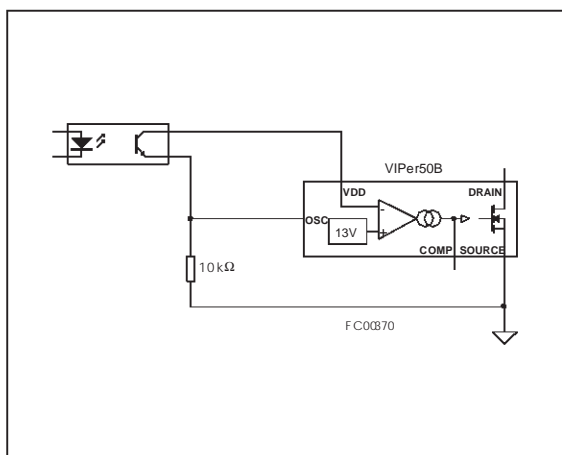 VIPer50B
VDD
DRAIN
OSC
-
13V
+
COMP SOURCE
10kΩ
FC00370